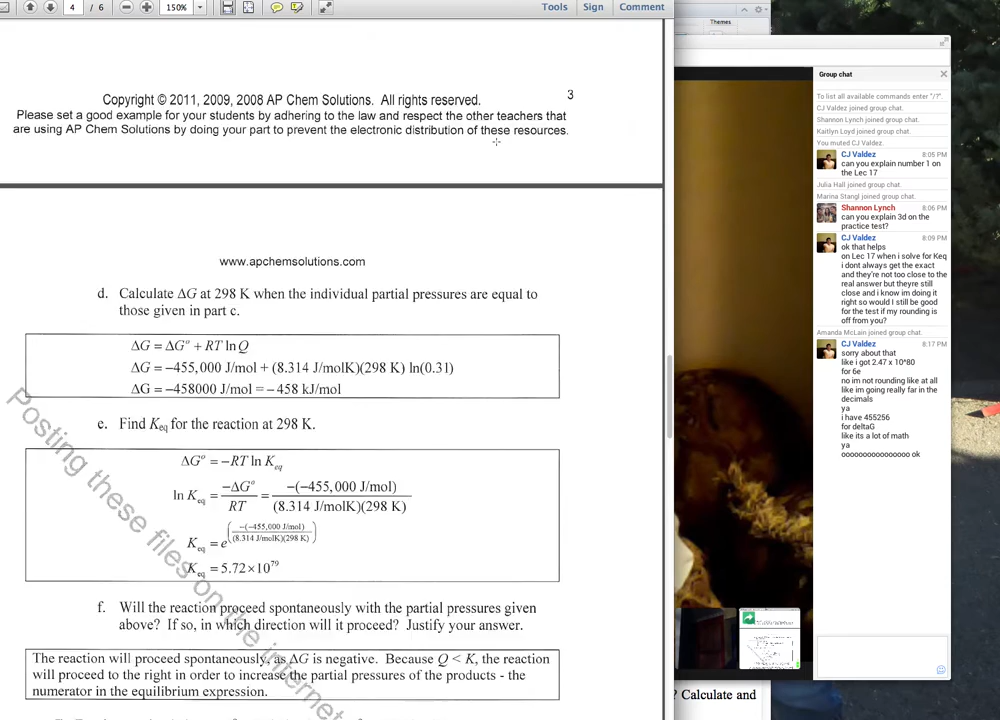 4 / 6
150%
Tools
Sign
Comment
Themes
3
Copyright © 2011, 2009, 2008 AP Chem Solutions. All rights reserved.
Please set a good example for your students by adhering to the law and respect the other teachers that
are using AP Chem Solutions by doing your part to prevent the electronic distribution of these resources.
www.apchemsolutions.com
d. Calculate ΔG at 298 K when the individual partial pressures are equal to
those given in part c.
ΔG = ΔG° + RT ln Q
ΔG = −455,000 J/mol + (8.314 J/molK)(298 K) ln(0.31)
ΔG = −458000 J/mol = − 458 kJ/mol
e. Find Keq for the reaction at 298 K.
ΔG° = −RT ln Keq
ln Keq = −ΔG°/RT = −(−455,000 J/mol)/(8.314 J/molK)(298 K)
Keq = e^(−(−455,000 J/mol)/(8.314 J/molK)(298 K))
Keq = 5.72 × 10⁷⁹
f. Will the reaction proceed spontaneously with the partial pressures given
above? If so, in which direction will it proceed? Justify your answer.
The reaction will proceed spontaneously, as ΔG is negative. Because Q < K, the reaction
will proceed to the right in order to increase the partial pressures of the products - the
numerator in the equilibrium expression.
Posting these files on the internet
Group chat
To list all available commands enter "/?".
CJ Valdez joined group chat.
Shannon Lynch joined group chat.
Kaitlyn Loyd joined group chat.
You muted CJ Valdez.
CJ Valdez 8:05 PM
can you explain number 1 on
the Lec 17
Julia Hall joined group chat.
Marina Stangl joined group chat.
Shannon Lynch 8:06 PM
can you explain 3d on the
practice test?
CJ Valdez 8:09 PM
ok that helps
on Lec 17 when i solve for Keq
i dont always get the exact
and they're not too close to the
real answer but theyre still
close and i know im doing it
right so would I still be good
for the test if my rounding is
off from you?
Amanda McLain joined group chat.
CJ Valdez 8:17 PM
sorry about that
like i got 2.47 x 10^80
for 6e
no im not rounding like at all
like im going really far in the
decimals
ya
i have 455256
for deltaG
like its a lot of math
ya
ooooooooooooooo ok
? Calculate and